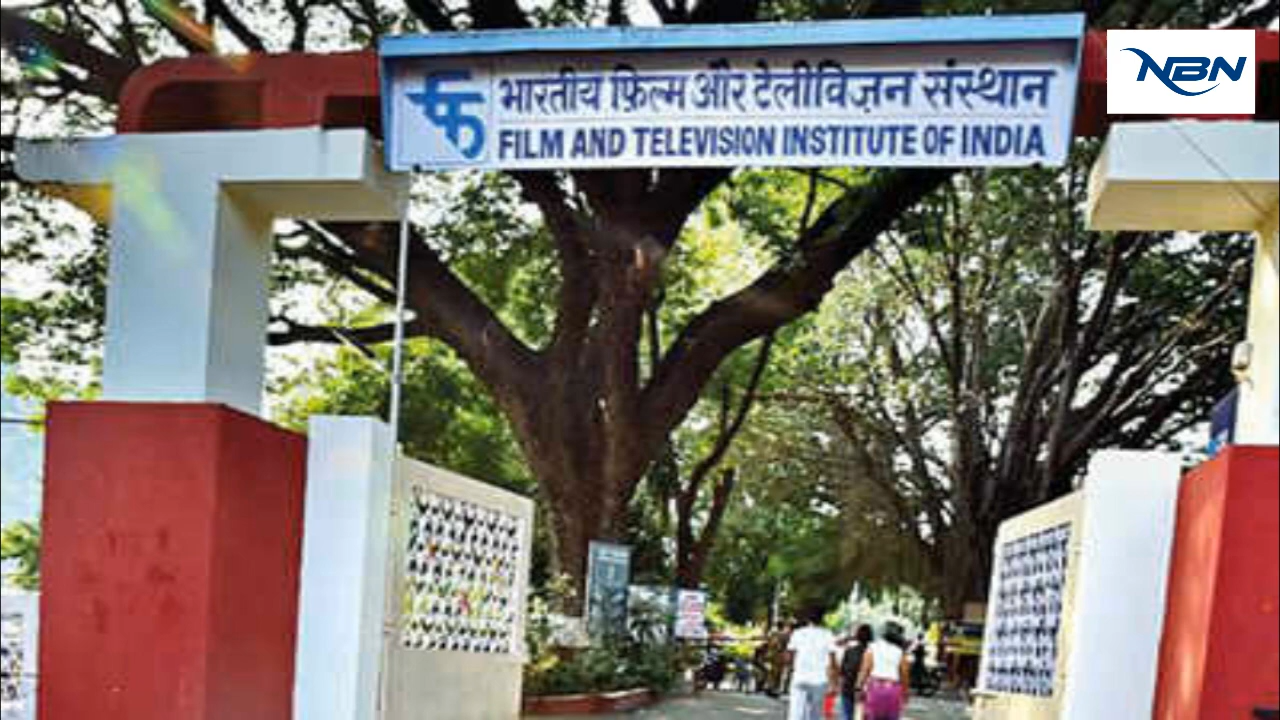 भारतीय फ़िल्म और टेलीविज़न संस्थान
FILM AND TELEVISION INSTITUTE OF INDIA
NBN